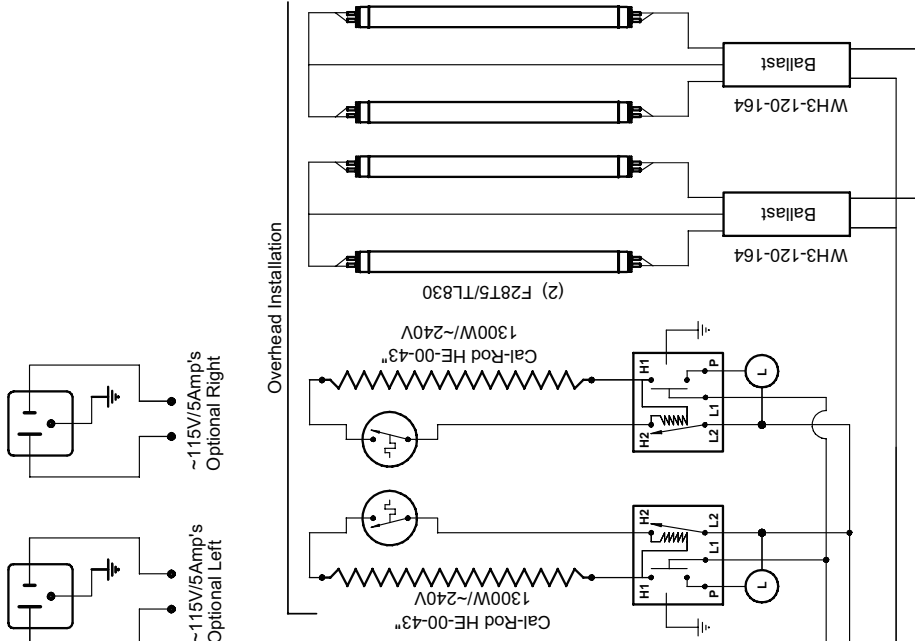 Ballast
WH3-120-164
Ballast
WH3-120-164
(2) F28T5/TL830
Overhead Installation
Cal-Rod HE-00-43"
1300W/~240V
H1
P
L
L1
H2
L2
~115V/5Amp's
Optional Right
H2
L2
L1
H1
P
L
Cal-Rod HE-00-43"
1300W/~240V
~115V/5Amp's
Optional Left